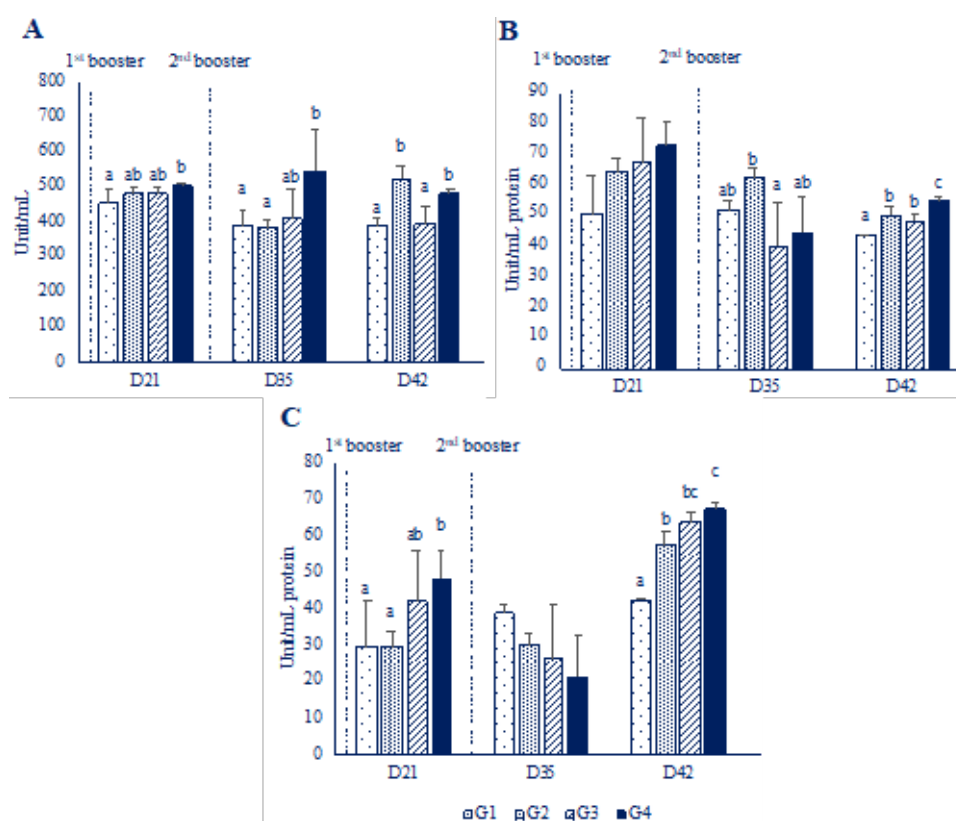 A
1st booster 2nd booster
800
700
600
500
400
300
200
100
0
Unit/mL
a ab ab b
a a ab b
a b a b
D21 D35 D42
B
1st booster 2nd booster
90
80
70
60
50
40
30
20
10
0
Unit/mL protein
ab b ab
a b b c
D21 D35 D42
C
1st booster 2nd booster
80
70
60
50
40
30
20
10
0
Unit/mL protein
a a ab b
a b bc c
D21 D35 D42
G1 G2 G3 G4